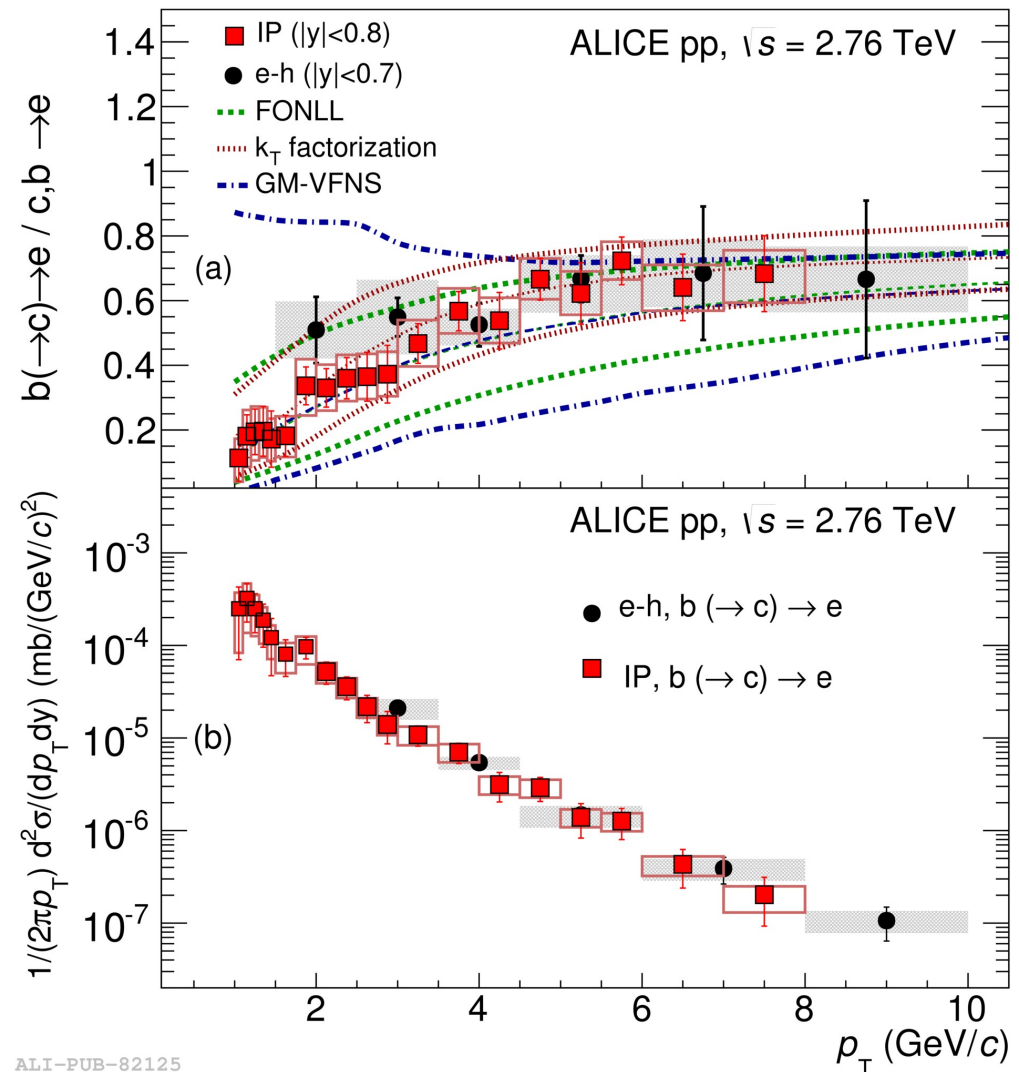 1.4
1.2
1
0.8
0.6
0.4
0.2
b(→c)→e / c,b →e
IP (|y|<0.8)
e-h (|y|<0.7)
FONLL
k_T factorization
GM-VFNS
ALICE pp, √s = 2.76 TeV
(a)
1/(2πp_T) d²σ/(dp_Tdy) (mb/(GeV/c)²)
10⁻³
10⁻⁴
10⁻⁵
10⁻⁶
10⁻⁷
ALICE pp, √s = 2.76 TeV
e-h, b (→ c) → e
IP, b (→ c) → e
(b)
2 4 6 8 10
p_T (GeV/c)
ALI-PUB-82125